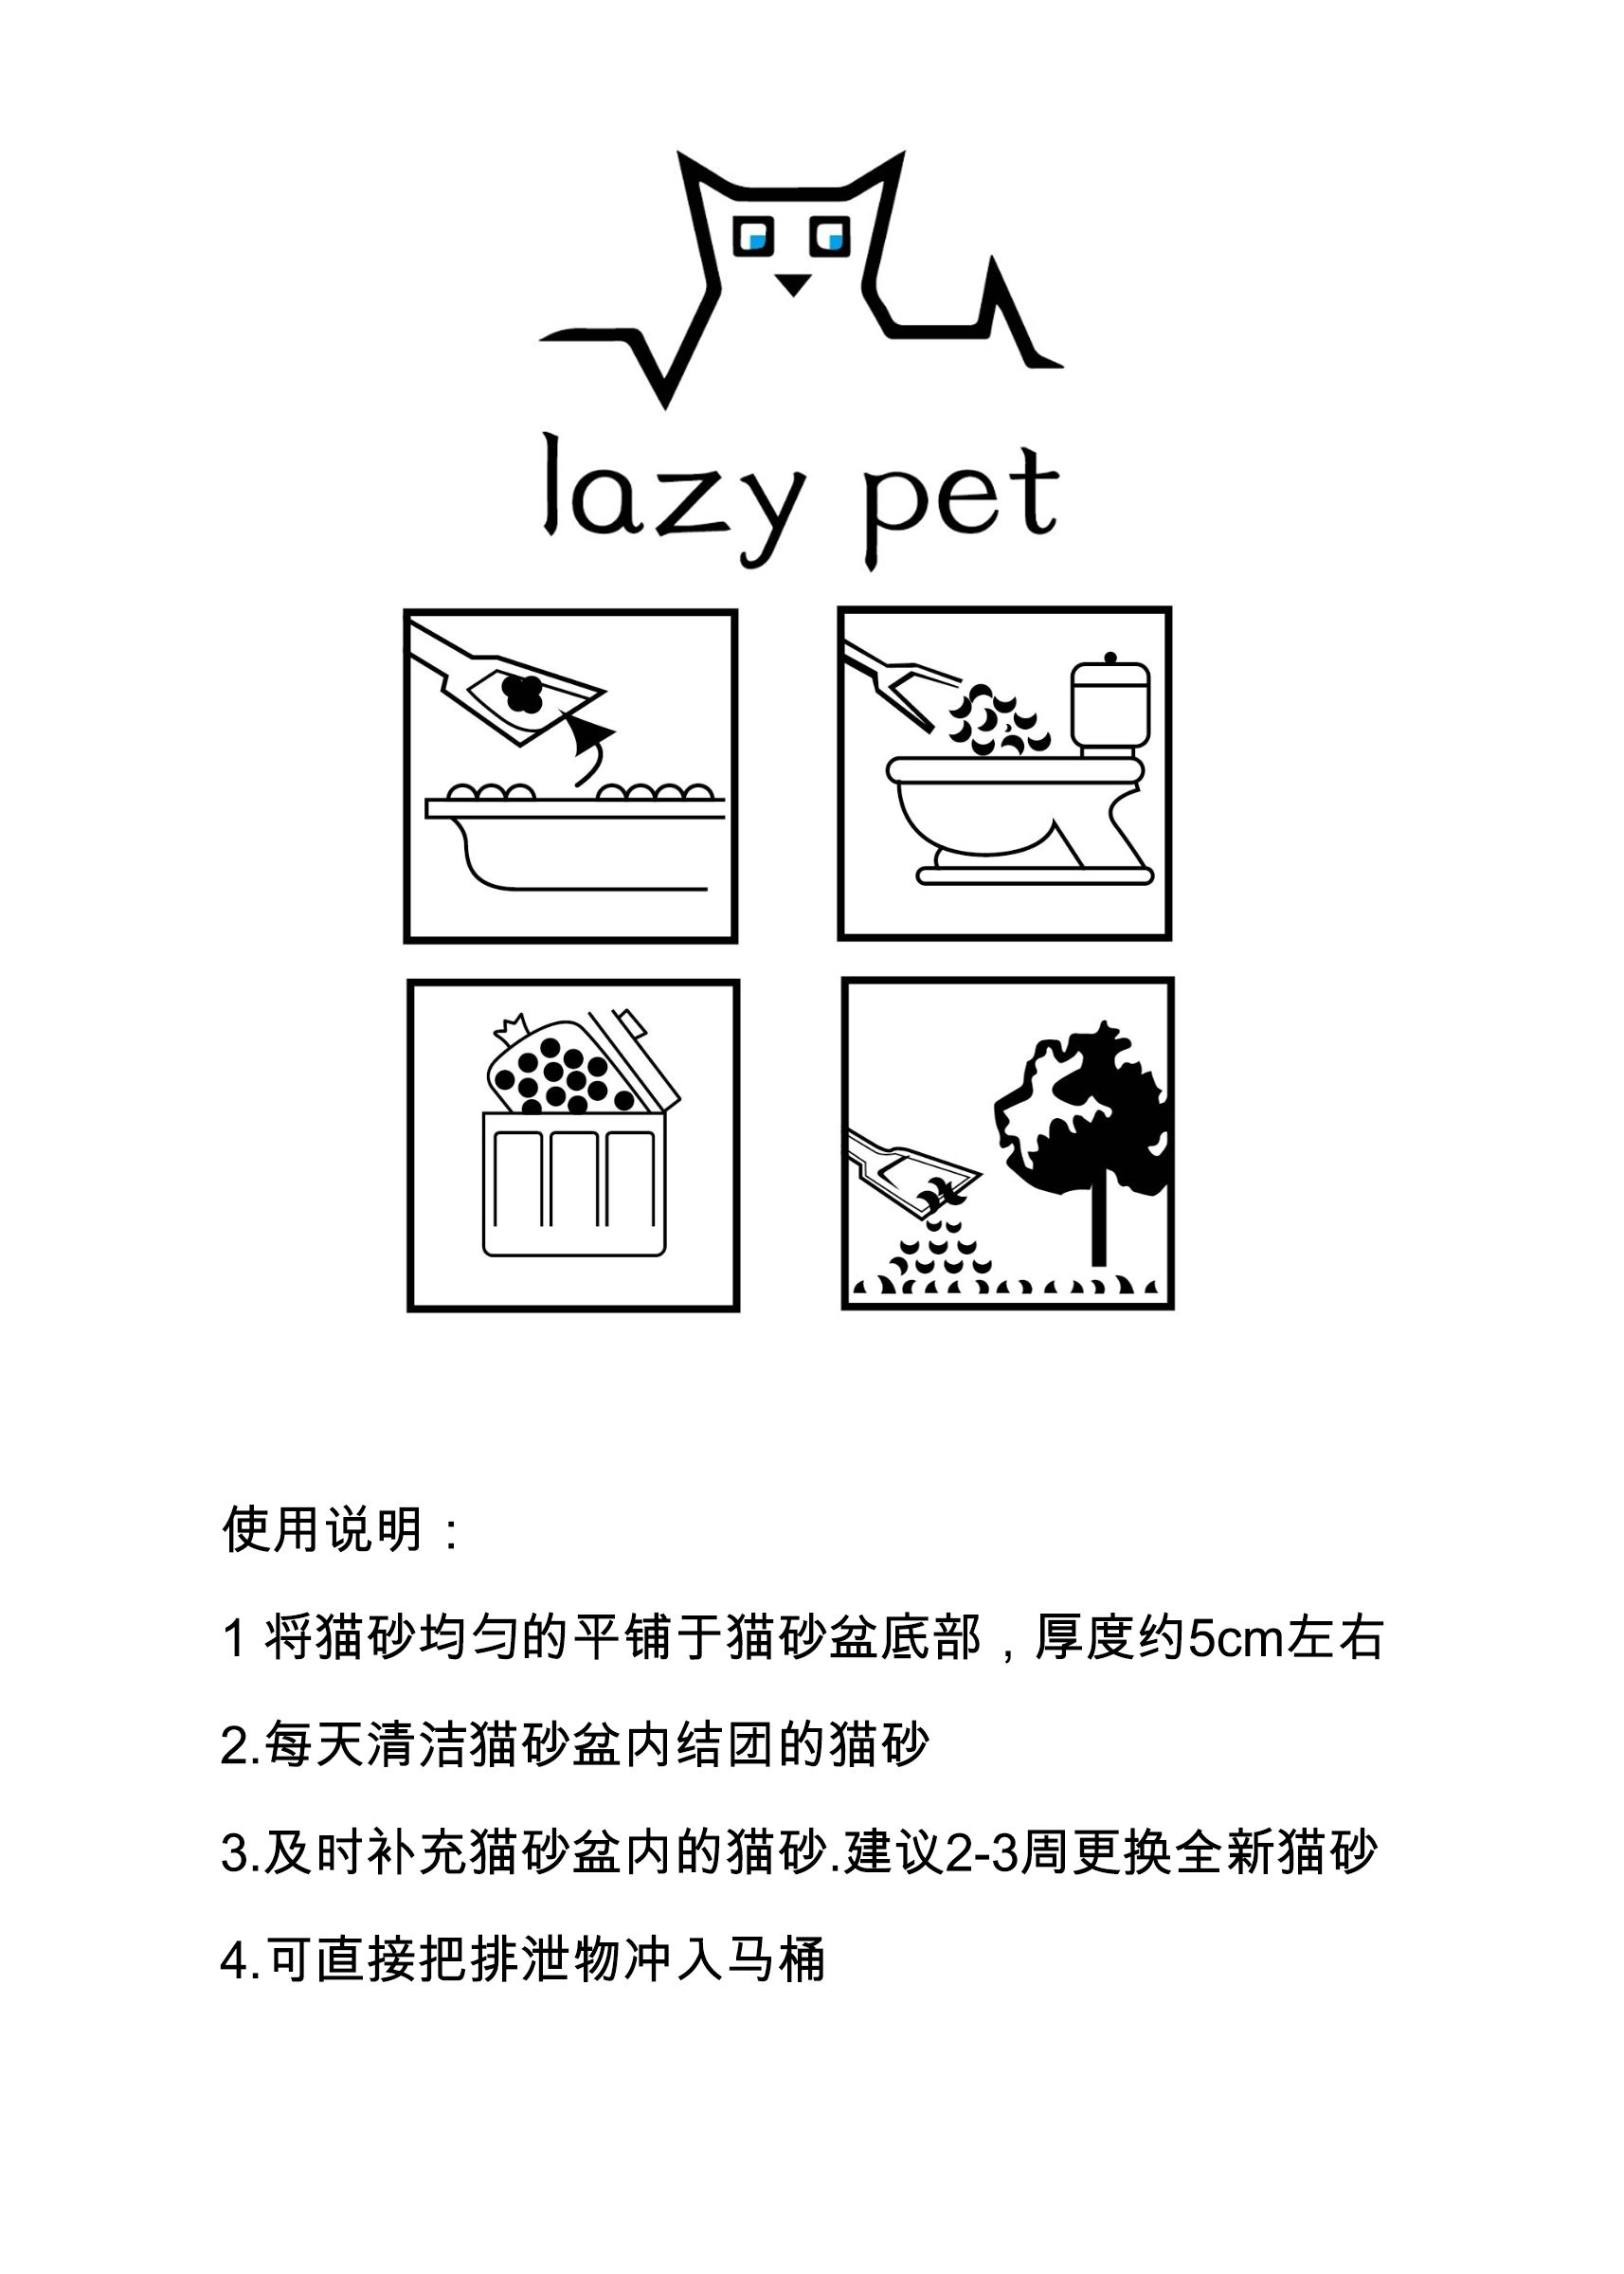 lazy pet
使用说明：
1 将猫砂均匀的平铺于猫砂盆底部，厚度约5cm左右
2.每天清洁猫砂盆内结团的猫砂
3.及时补充猫砂盆内的猫砂.建议2-3周更换全新猫砂
4.可直接把排泄物冲入马桶